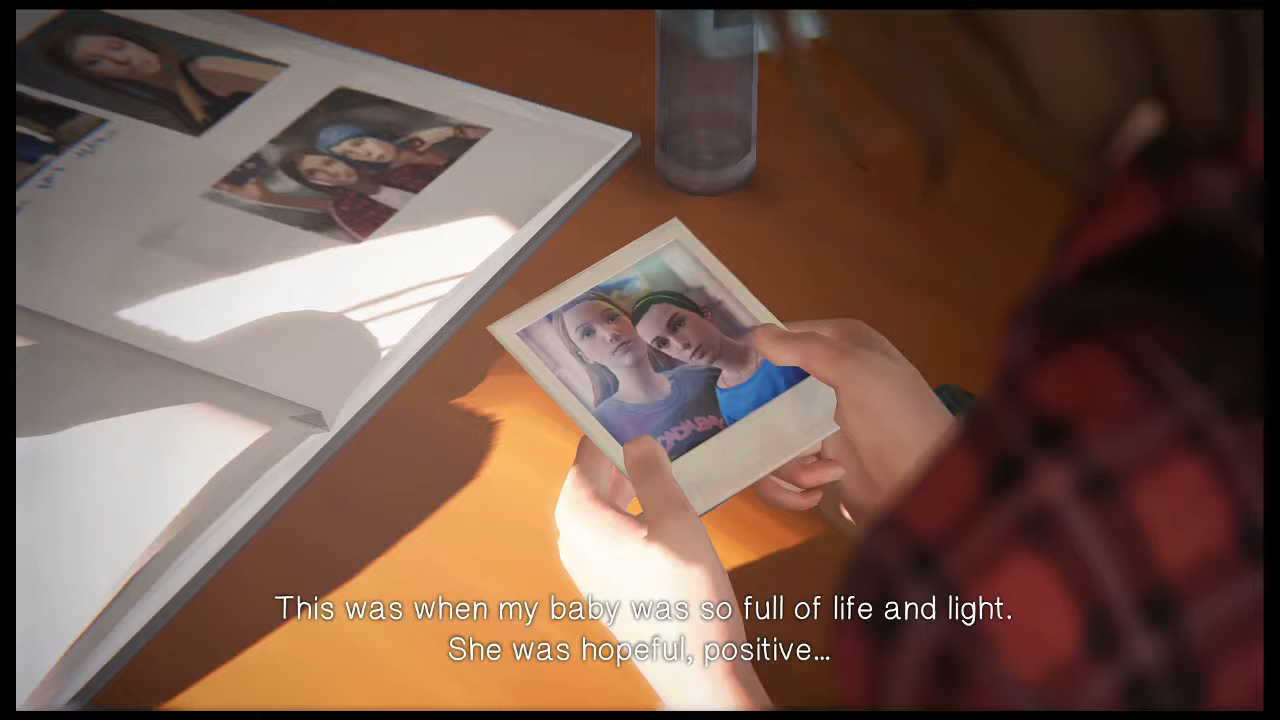 This was when my baby was so full of life and light.
She was hopeful, positive...